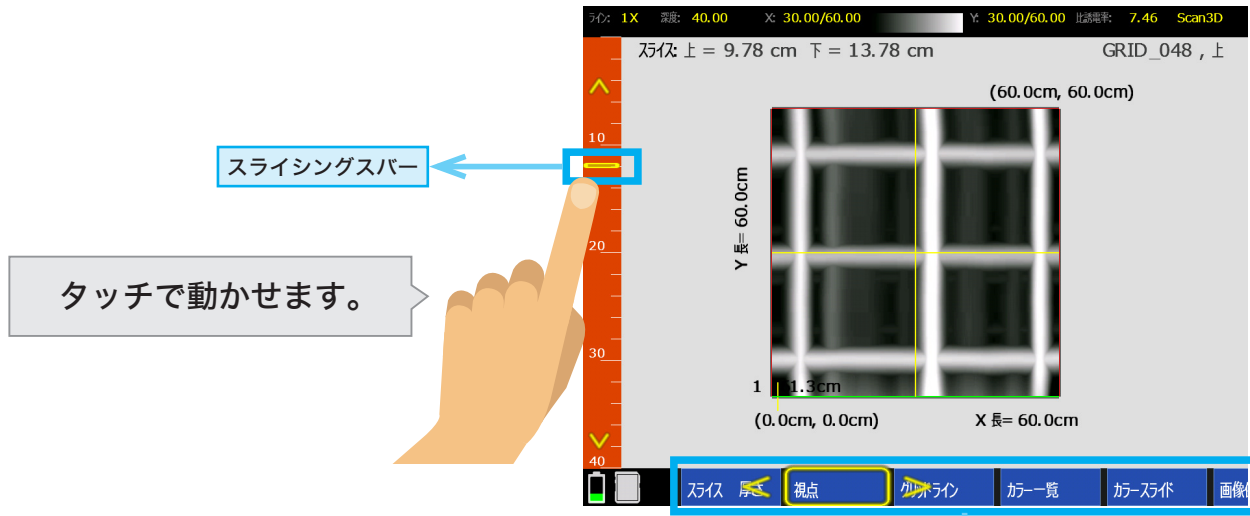 ライン: 1X 深度: 40.00 X: 30.00/60.00 Y: 30.00/60.00 比誘電率: 7.46 Scan3D
スライス: 上 = 9.78 cm 下 = 13.78 cm GRID_048 , 上
(60.0cm, 60.0cm)
10
スライシングスバー
Y 長= 60.0cm
20
タッチで動かせます。
30
1 61.3cm
(0.0cm, 0.0cm) X 長= 60.0cm
40
スライス 厚さ 視点 グリッドライン カラー一覧 カラースライド 画像